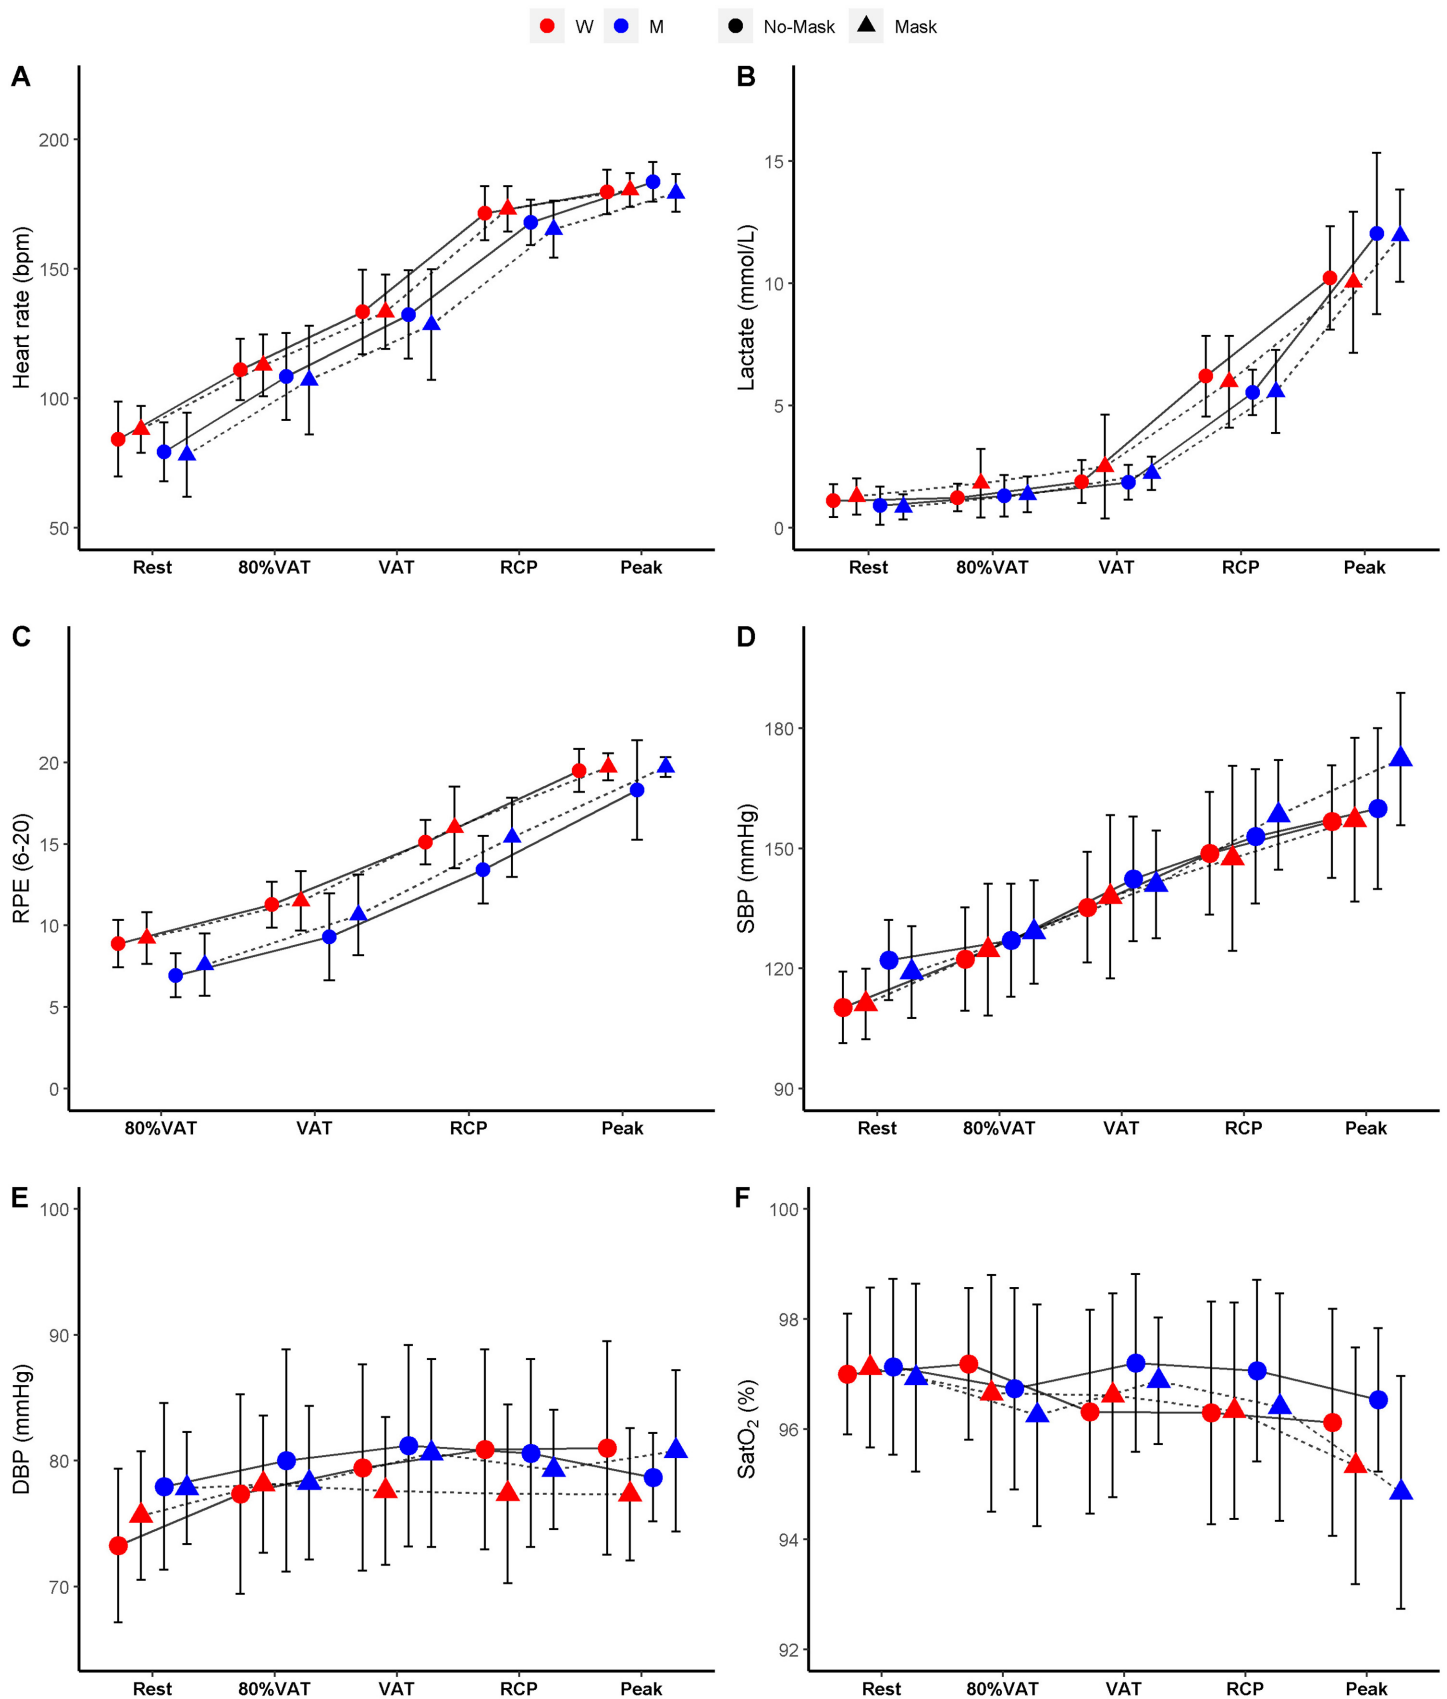 W M No-Mask Mask
A
Heart rate (bpm)
200
150
100
50
Rest 80%VAT VAT RCP Peak
B
Lactate (mmol/L)
15
10
5
0
Rest 80%VAT VAT RCP Peak
C
RPE (6-20)
20
15
10
5
0
80%VAT VAT RCP Peak
D
SBP (mmHg)
180
150
120
90
Rest 80%VAT VAT RCP Peak
E
DBP (mmHg)
100
90
80
70
Rest 80%VAT VAT RCP Peak
F
SatO₂ (%)
100
98
96
94
92
Rest 80%VAT VAT RCP Peak